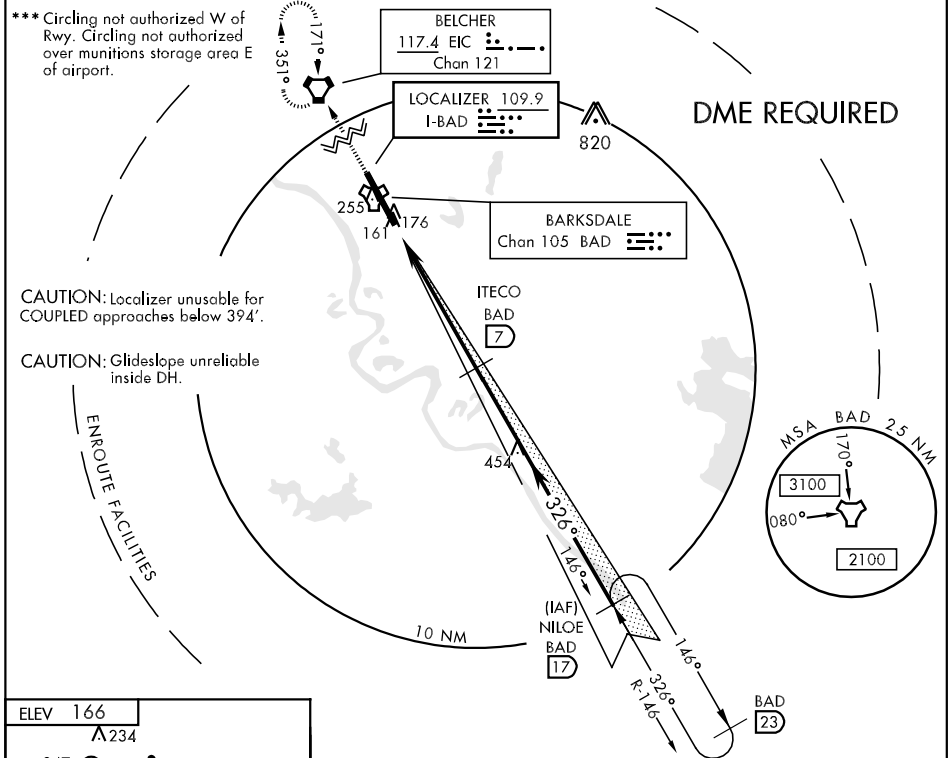 *** Circling not authorized W of
Rwy. Circling not authorized
over munitions storage area E
of airport.
351°
171°
BELCHER
117.4 EIC
Chan 121
LOCALIZER 109.9
I-BAD
820
DME REQUIRED
255
161
176
BARKSDALE
Chan 105 BAD
CAUTION: Localizer unusable for
COUPLED approaches below 394'.
CAUTION: Glideslope unreliable
inside DH.
ITECO
BAD
7
ENROUTE FACILITIES
454
326°
146°
MSA BAD 25 NM
170°
3100
080°
2100
(IAF)
NILOE
BAD
17
10 NM
146°
326°
R-146
BAD
23
ELEV 166
234